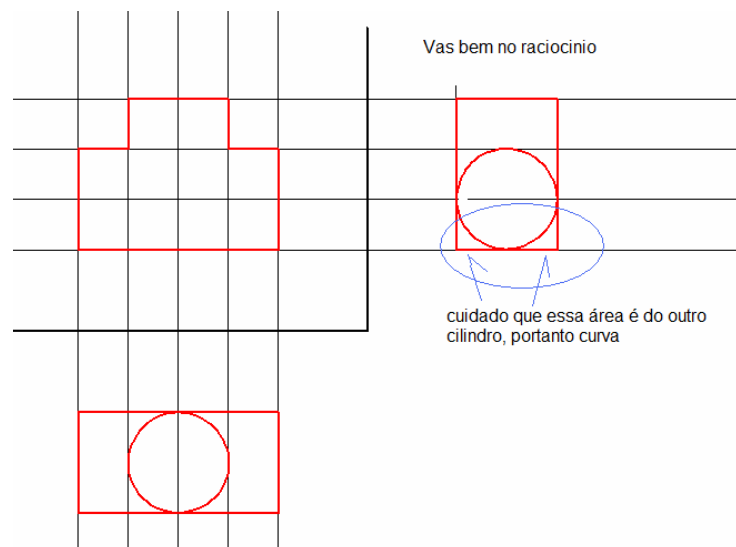 Vas bem no raciocinio
cuidado que essa área é do outro
cilindro, portanto curva